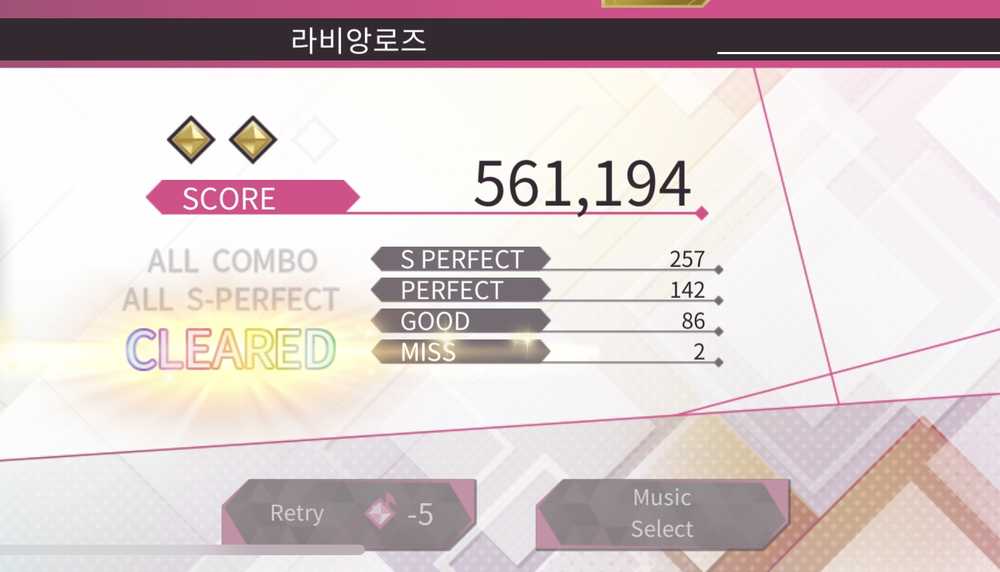 라비앙로즈
SCORE 561,194
ALL COMBO
ALL S-PERFECT
CLEARED
S PERFECT 257
PERFECT 142
GOOD 86
MISS 2
Retry -5
Music
Select